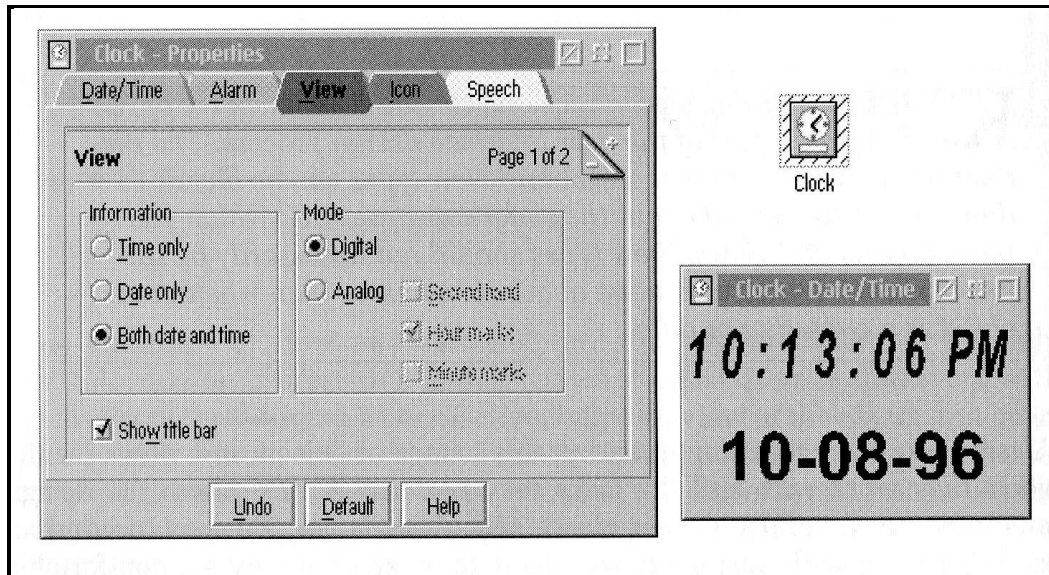 Clock - Properties
Date/Time Alarm View Icon Speech
View Page 1 of 2
Information
Time only
Date only
Both date and time
Mode
Digital
Analog
Second hand
Hour marks
Minute marks
Show title bar
Undo Default Help
Clock
Clock - Date/Time
10:13:06 PM
10-08-96